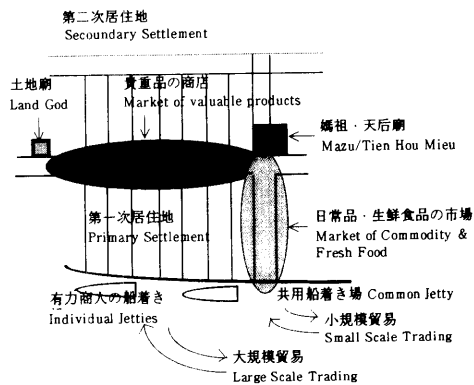 第二次居住地
Secoundary Settlement
土地廟
Land God
貴重品の商店
Market of valuable products
媽祖・天后廟
Mazu/Tien Hou Mieu
第一次居住地
Primary Settlement
日常品・生鮮食品の市場
Market of Commodity &
Fresh Food
有力商人の船着き
Individual Jetties
共用船着き場 Common Jetty
小規模貿易
Small Scale Trading
大規模貿易
Large Scale Trading